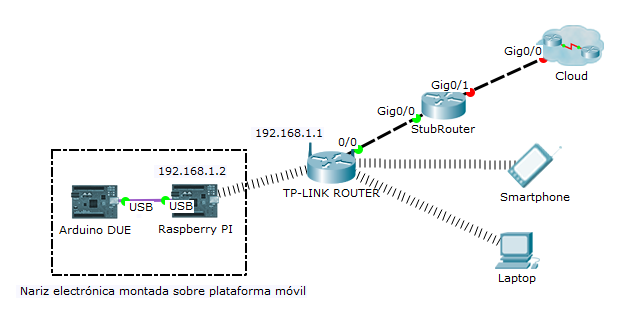 Gig0/0
Cloud
Gig0/1
Gig0/0
StubRouter
192.168.1.1
0/0
192.168.1.2
TP-LINK ROUTER
Smartphone
USB
USB
Arduino DUE
Raspberry PI
Laptop
Nariz electrónica montada sobre plataforma móvil